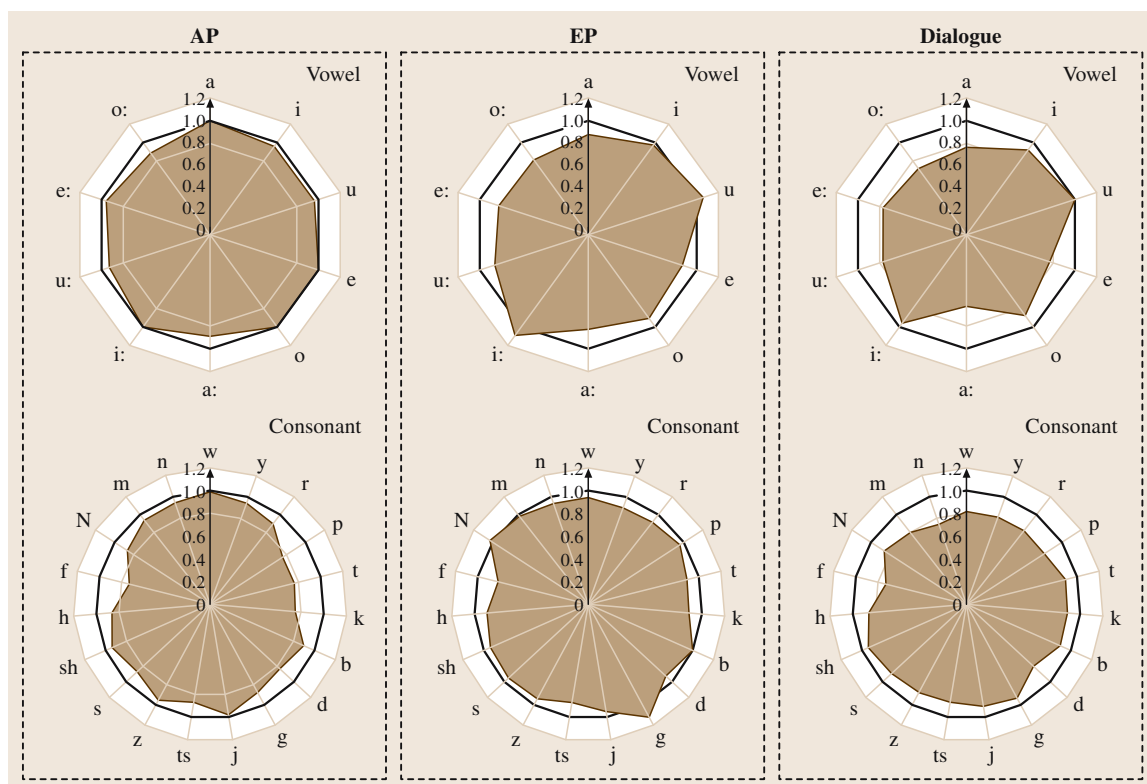 AP
EP
Dialogue
Vowel
a
i
u
e
o
a:
i:
u:
e:
o:
1.2
1.0
0.8
0.6
0.4
0.2
0
Vowel
a
i
u
e
o
a:
i:
u:
e:
o:
1.2
1.0
0.8
0.6
0.4
0.2
0
Vowel
a
i
u
e
o
a:
i:
u:
e:
o:
1.2
1.0
0.8
0.6
0.4
0.2
0
Consonant
w
y
r
p
t
k
b
d
g
j
ts
z
s
sh
h
f
N
m
n
1.2
1.0
0.8
0.6
0.4
0.2
0
Consonant
w
y
r
p
t
k
b
d
g
j
ts
z
s
sh
h
f
N
m
n
1.2
1.0
0.8
0.6
0.4
0.2
0
Consonant
w
y
r
p
t
k
b
d
g
j
ts
z
s
sh
h
f
N
m
n
1.2
1.0
0.8
0.6
0.4
0.2
0